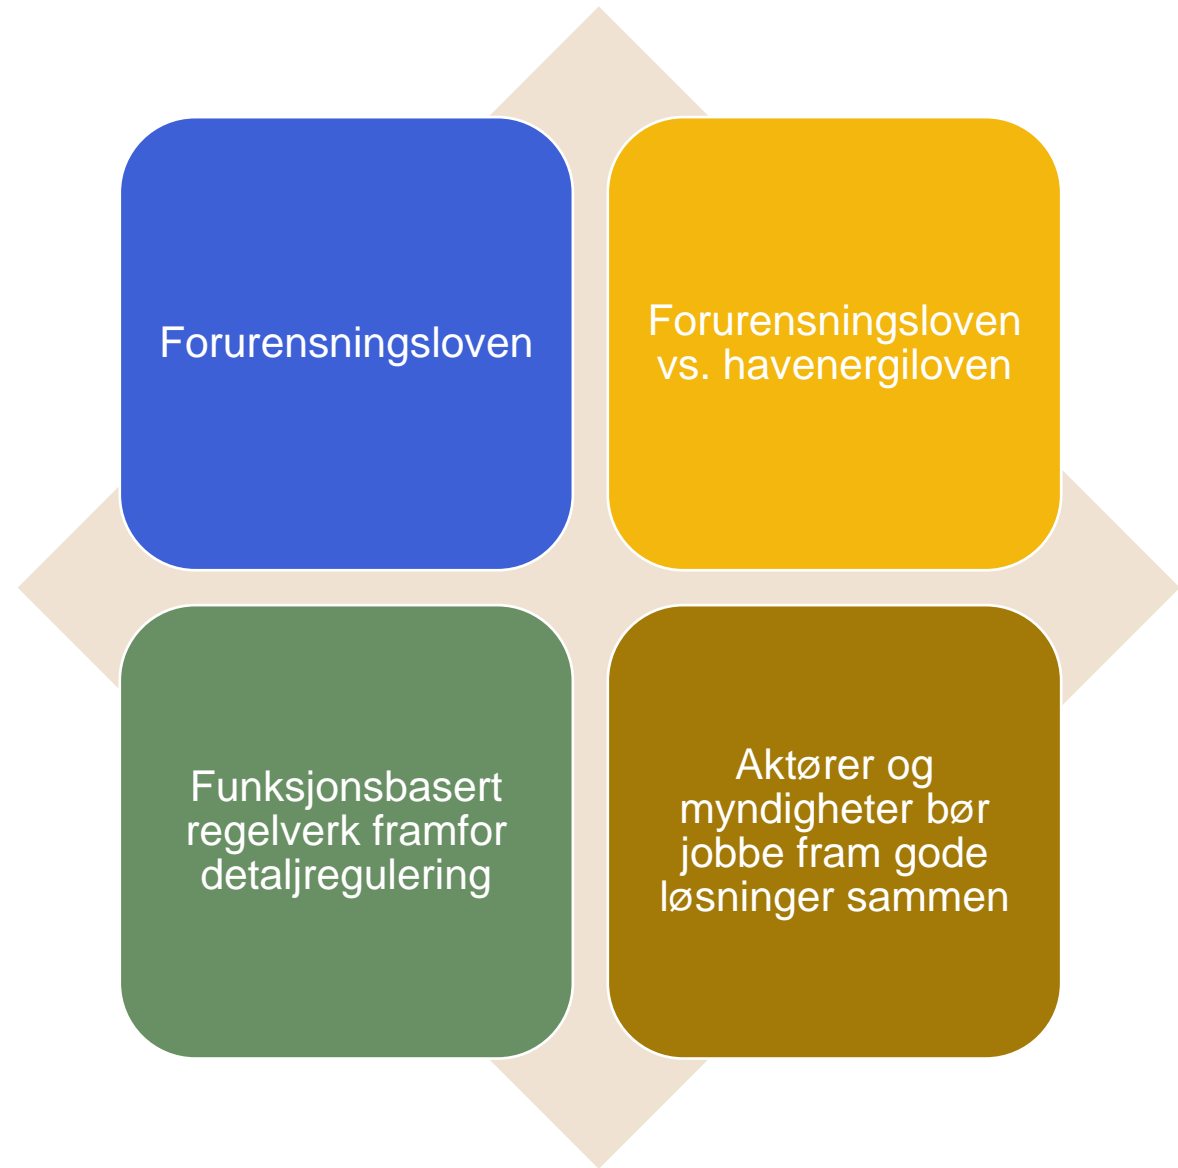 Forurensningsloven
Forurensningsloven
vs. havenergiloven
Funksjonsbasert
regelverk framfor
detaljregulering
Aktører og
myndigheter bør
jobbe fram gode
løsninger sammen